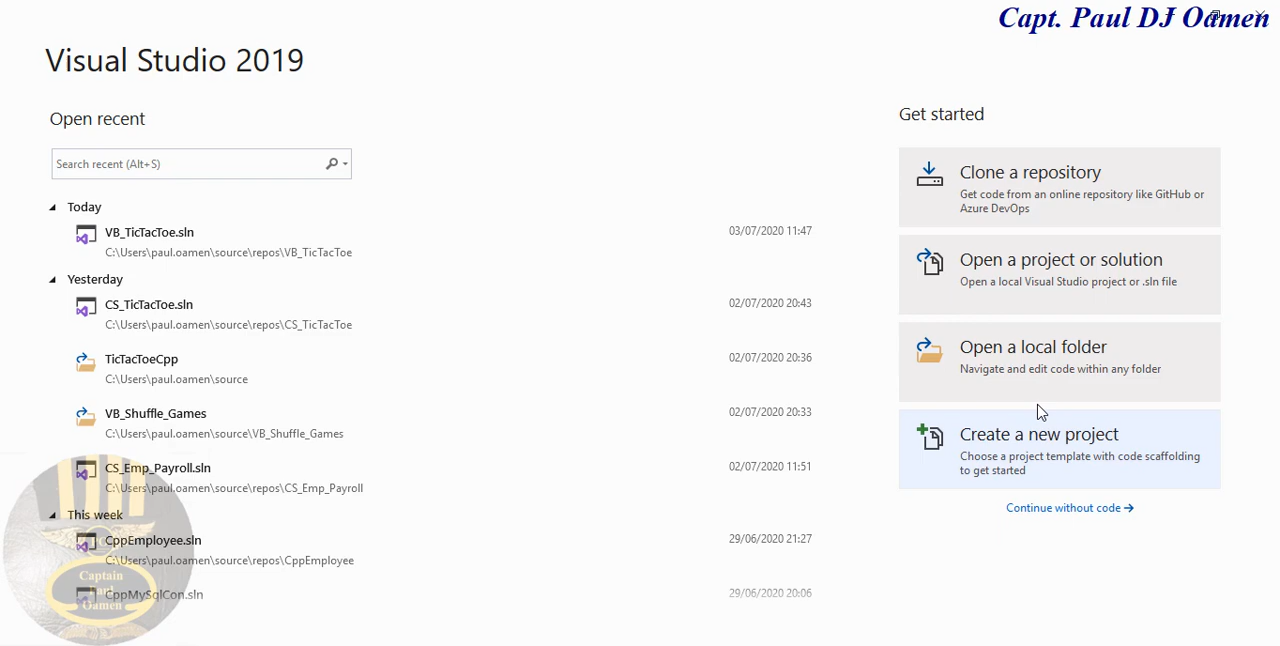 Capt. Paul DJ Oamen
Visual Studio 2019
Open recent
Search recent (Alt+S)
Today
VB_TicTacToe.sln
03/07/2020 11:47
C:\Users\paul.oamen\source\repos\VB_TicTacToe
Yesterday
CS_TicTacToe.sln
02/07/2020 20:43
C:\Users\paul.oamen\source\repos\CS_TicTacToe
TicTacToeCpp
02/07/2020 20:36
C:\Users\paul.oamen\source
VB_Shuffle_Games
02/07/2020 20:33
C:\Users\paul.oamen\source\VB_Shuffle_Games
CS_Emp_Payroll.sln
02/07/2020 11:51
C:\Users\paul.oamen\source\repos\CS_Emp_Payroll
This week
CppEmployee.sln
29/06/2020 21:27
C:\Users\paul.oamen\source\repos\CppEmployee
CppMySqlCon.sln
29/06/2020 20:06
Captain
Paul
Oamen
Get started
Clone a repository
Get code from an online repository like GitHub or
Azure DevOps
Open a project or solution
Open a local Visual Studio project or .sln file
Open a local folder
Navigate and edit code within any folder
Create a new project
Choose a project template with code scaffolding
to get started
Continue without code